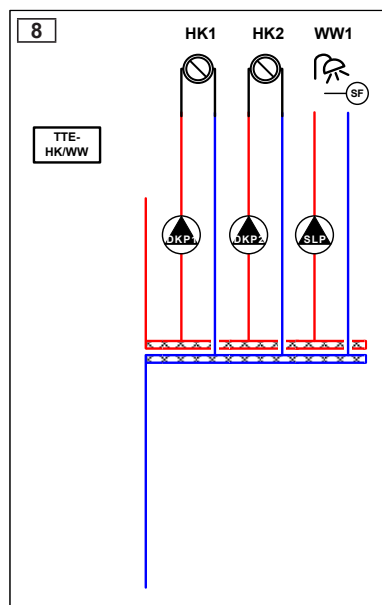 8
HK1 HK2 WW1
SF
TTE-
HK/WW
DKP1 DKP2 SLP